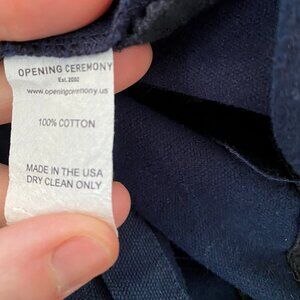 OPENING CEREMONY
Est. 2002
www.openingceremony.us
100% COTTON
MADE IN THE USA
DRY CLEAN ONLY